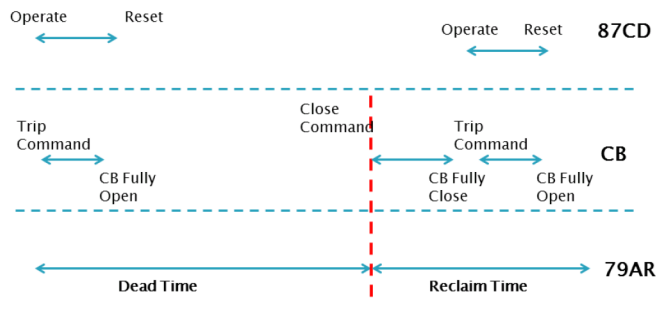 Operate Reset Operate Reset 87CD
Close
Command
Trip
Command
Trip
Command
CB
CB Fully
Open
CB Fully
Close
CB Fully
Open
79AR
Dead Time Reclaim Time